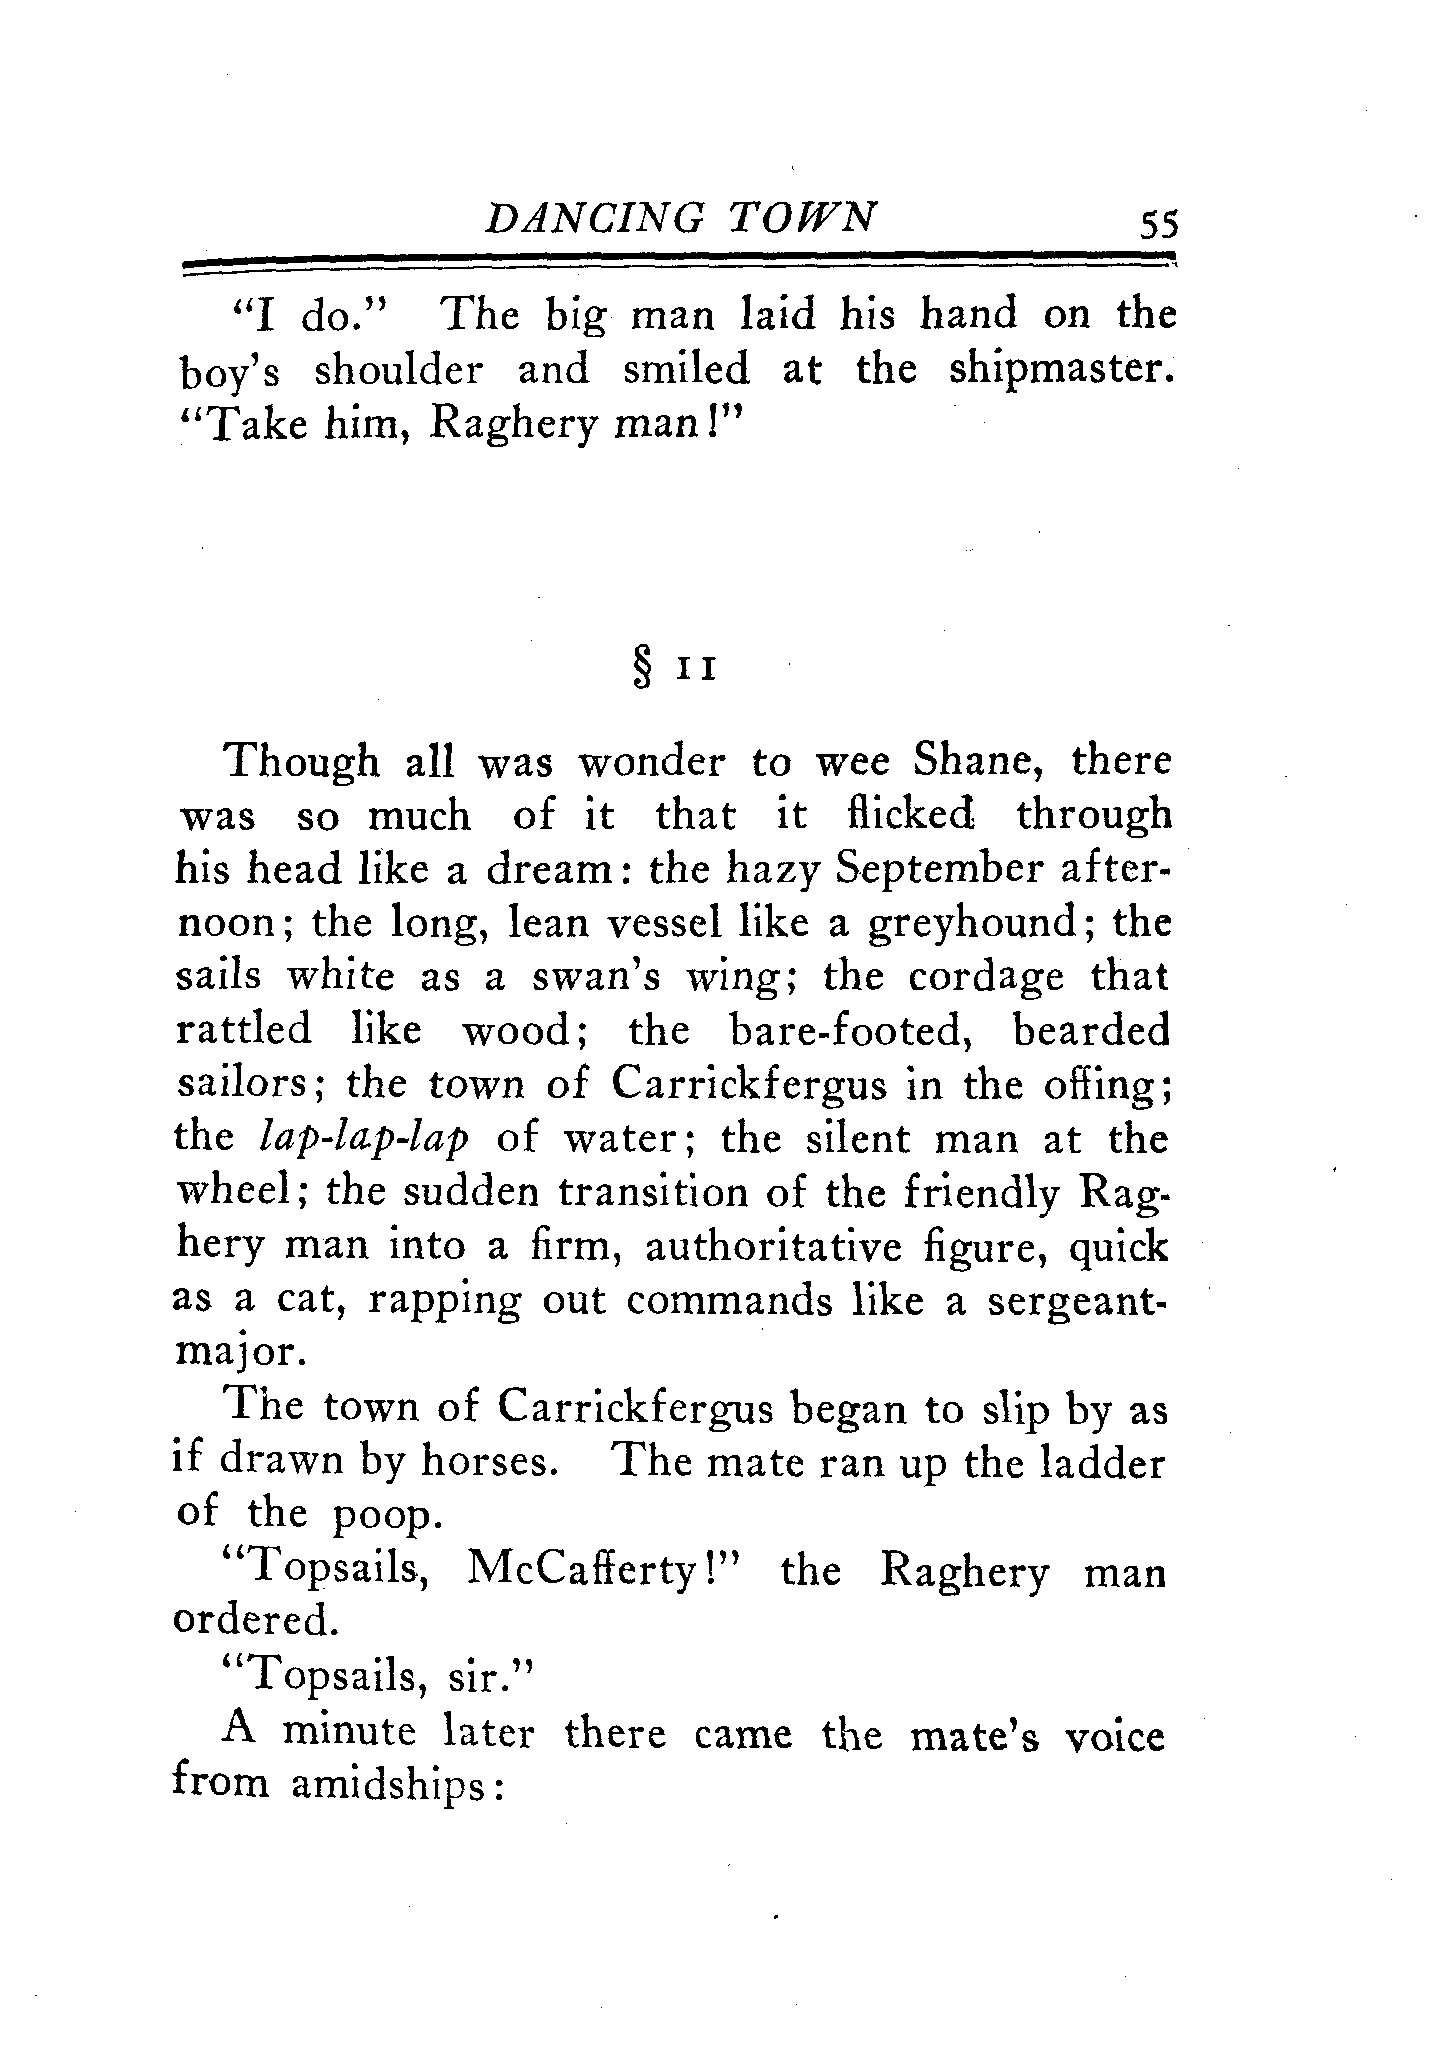 DANCING TOWN 55
“I do.” The big man laid his hand on the
boy’s shoulder and smiled at the shipmaster.
“Take him, Raghery man!”
§ 11
Though all was wonder to wee Shane, there
was so much of it that it flicked through
his head like a dream: the hazy September after-
noon; the long, lean vessel like a greyhound; the
sails white as a swan’s wing; the cordage that
rattled like wood; the bare-footed, bearded
sailors; the town of Carrickfergus in the offing;
the lap-lap-lap of water; the silent man at the
wheel; the sudden transition of the friendly Rag-
hery man into a firm, authoritative figure, quick
as a cat, rapping out commands like a sergeant-
major.
The town of Carrickfergus began to slip by as
if drawn by horses. The mate ran up the ladder
of the poop.
“Topsails, McCafferty!” the Raghery man
ordered.
“Topsails, sir.”
A minute later there came the mate’s voice
from amidships: